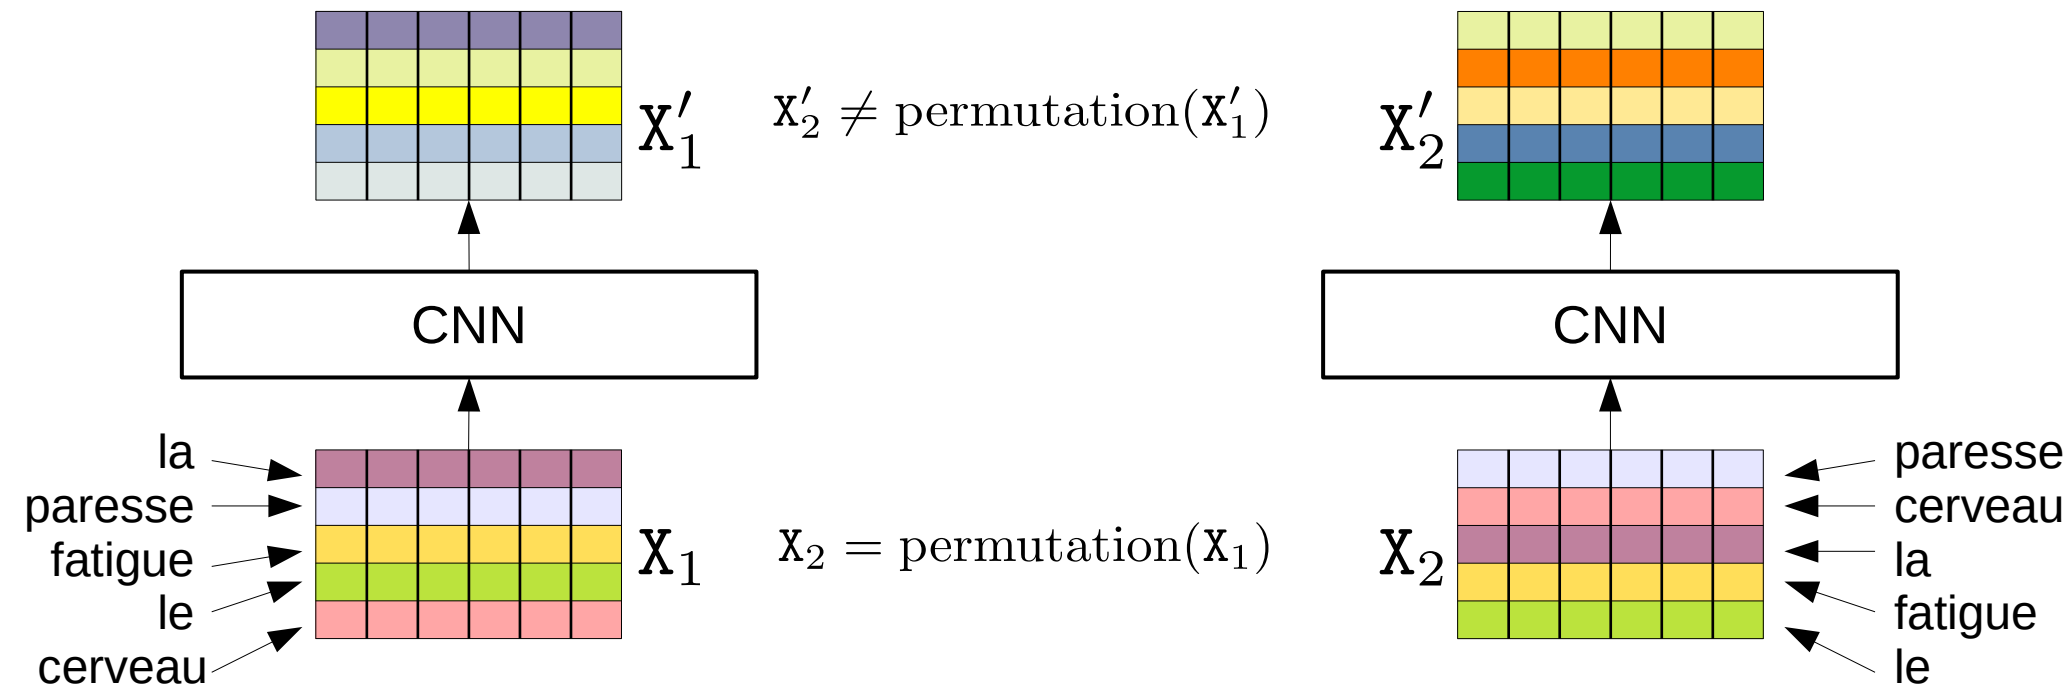 X′₁
X′₂ ≠ permutation(X′₁)
X′₂
CNN
CNN
la
paresse
fatigue
le
cerveau
X₁
X₂ = permutation(X₁)
X₂
paresse
cerveau
la
fatigue
le